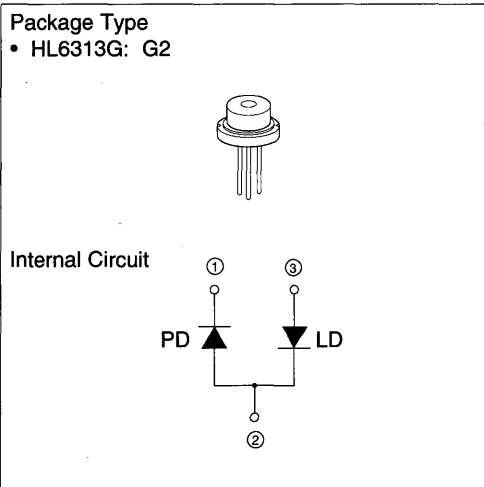 Package Type
• HL6313G: G2
Internal Circuit
① ③
PD LD
②